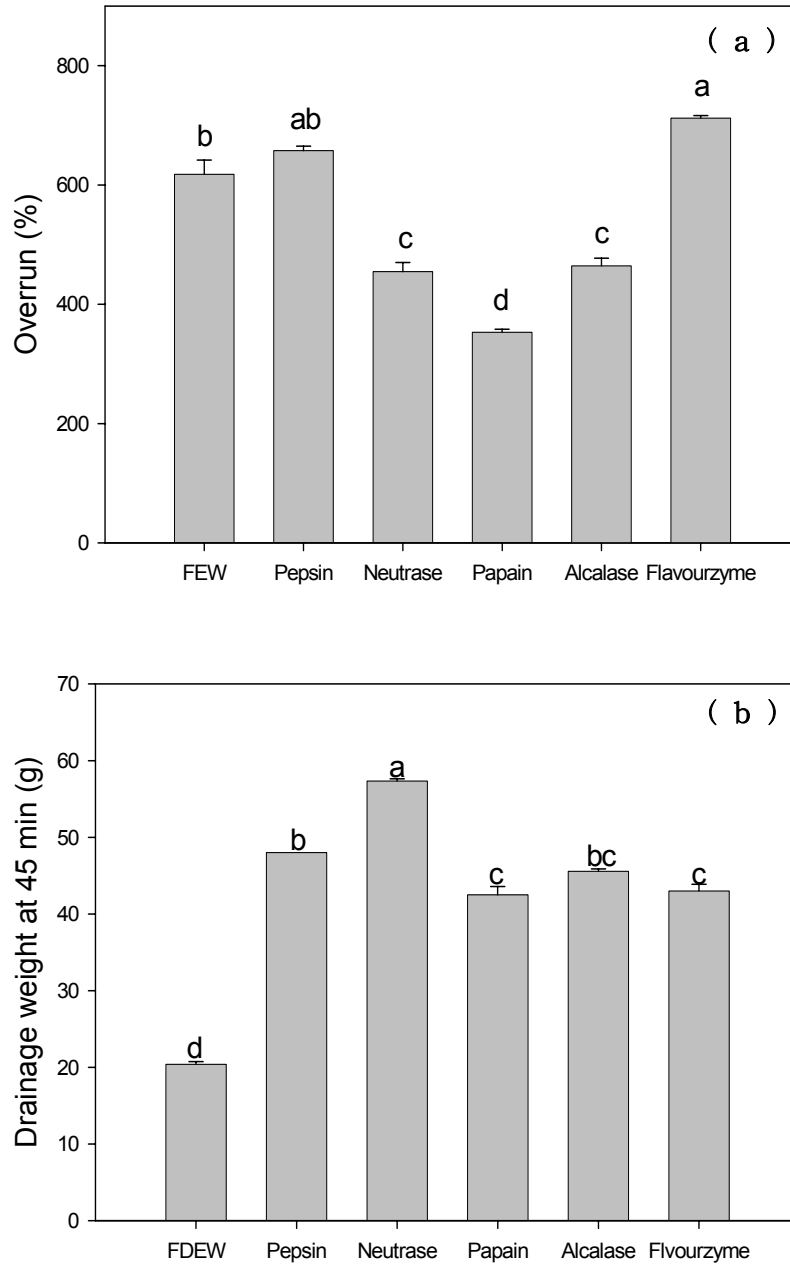 ( a )
800
600
400
200
0
Overrun (%)
b
ab
c
d
c
a
FEW Pepsin Neutrase Papain Alcalase Flavourzyme
( b )
70
60
50
40
30
20
10
0
Drainage weight at 45 min (g)
d
b
a
c
bc
c
FDEW Pepsin Neutrase Papain Alcalase Flvourzyme